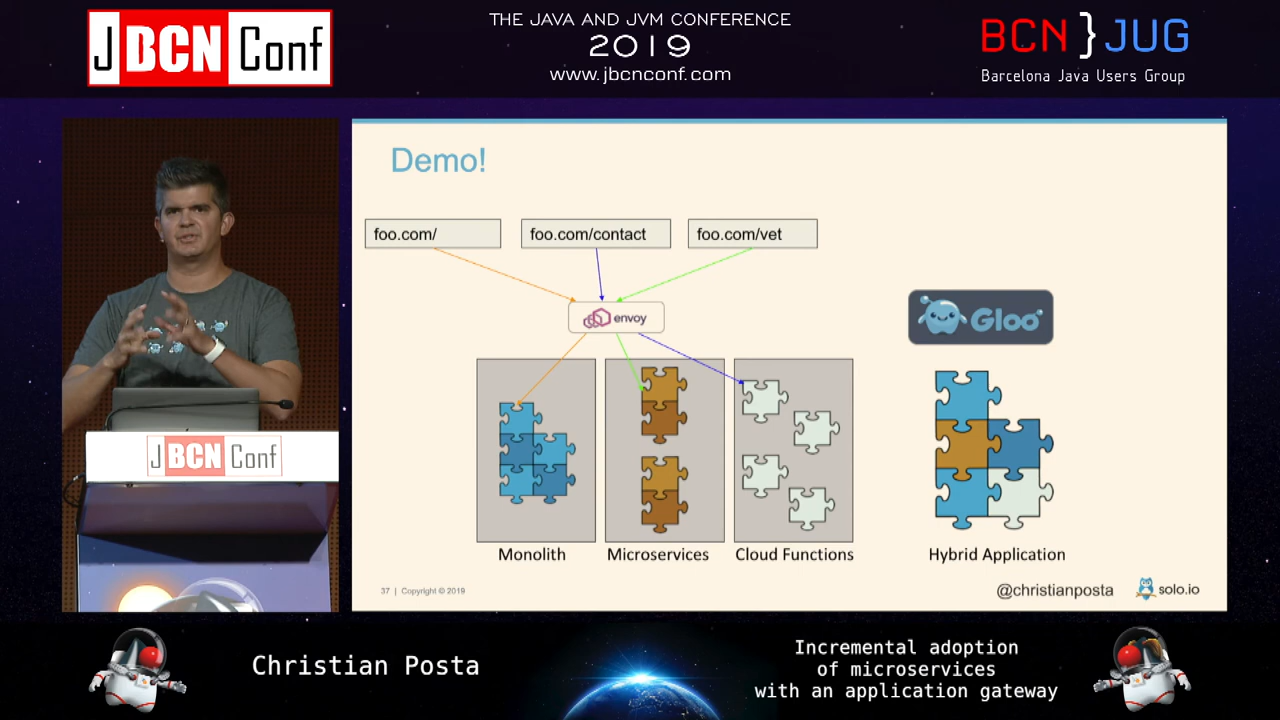 J BCN Conf
THE JAVA AND JVM CONFERENCE
2019
www.jbcnconf.com
BCN}JUG
Barcelona Java Users Group
Demo!
foo.com/
foo.com/contact
foo.com/vet
envoy
Gloo
Monolith
Microservices
Cloud Functions
Hybrid Application
37 | Copyright © 2019
@christianposta
solo.io
J BCN Conf
Christian Posta
Incremental adoption
of microservices
with an application gateway